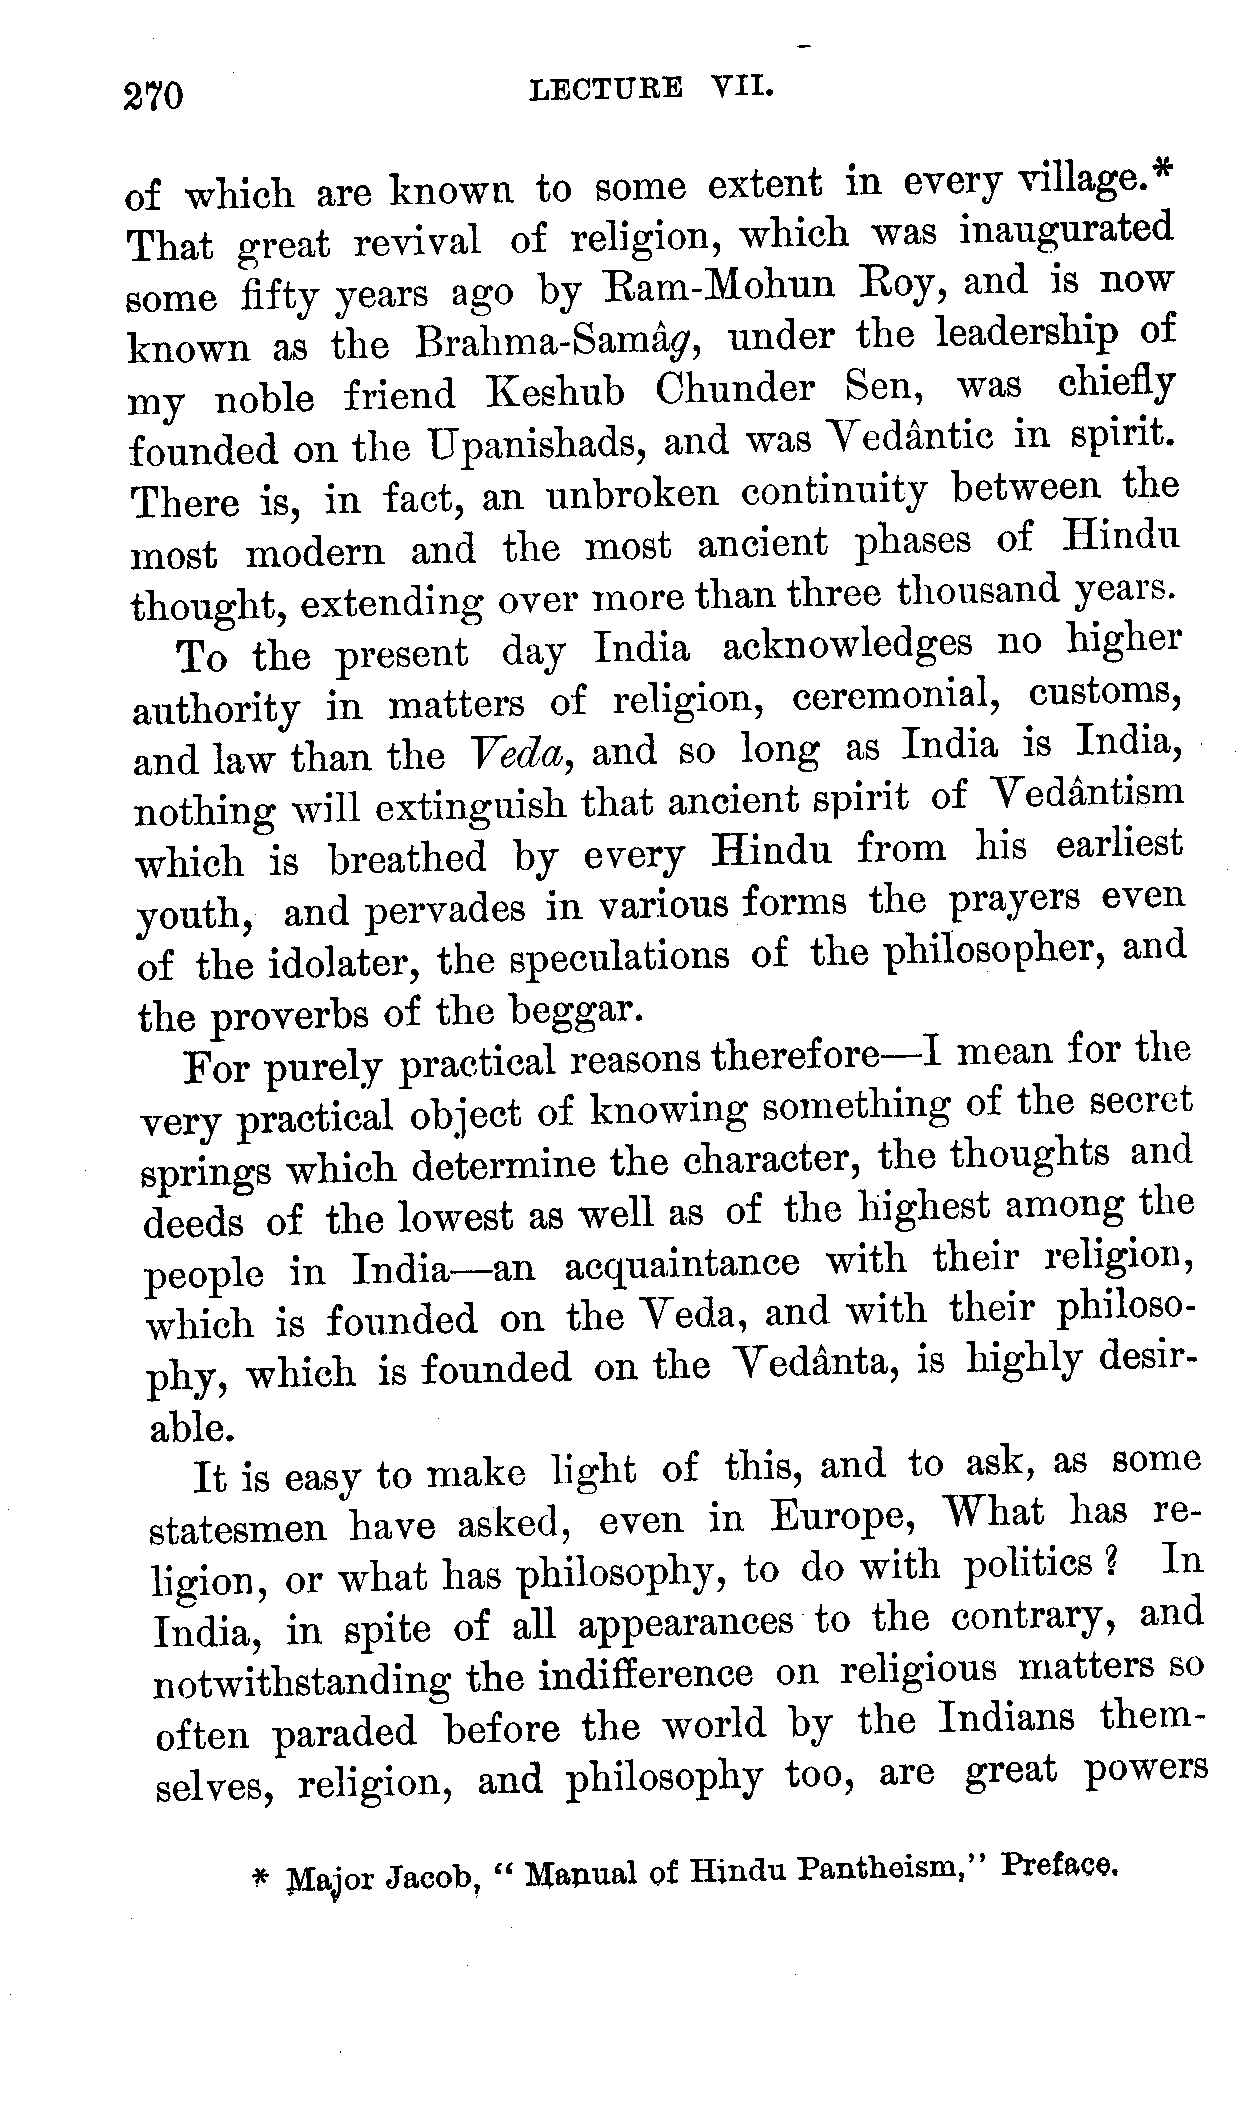 270 LECTURE VII.
of which are known to some extent in every village.*
That great revival of religion, which was inaugurated
some fifty years ago by Ram-Mohun Roy, and is now
known as the Brahma-Samâg, under the leadership of
my noble friend Keshub Chunder Sen, was chiefly
founded on the Upanishads, and was Vedântic in spirit.
There is, in fact, an unbroken continuity between the
most modern and the most ancient phases of Hindu
thought, extending over more than three thousand years.
To the present day India acknowledges no higher
authority in matters of religion, ceremonial, customs,
and law than the Veda, and so long as India is India,
nothing will extinguish that ancient spirit of Vedântism
which is breathed by every Hindu from his earliest
youth, and pervades in various forms the prayers even
of the idolater, the speculations of the philosopher, and
the proverbs of the beggar.
For purely practical reasons therefore—I mean for the
very practical object of knowing something of the secret
springs which determine the character, the thoughts and
deeds of the lowest as well as of the highest among the
people in India—an acquaintance with their religion,
which is founded on the Veda, and with their philoso-
phy, which is founded on the Vedânta, is highly desir-
able.
It is easy to make light of this, and to ask, as some
statesmen have asked, even in Europe, What has re-
ligion, or what has philosophy, to do with politics? In
India, in spite of all appearances to the contrary, and
notwithstanding the indifference on religious matters so
often paraded before the world by the Indians them-
selves, religion, and philosophy too, are great powers
* Major Jacob, “Manual of Hindu Pantheism,” Preface.